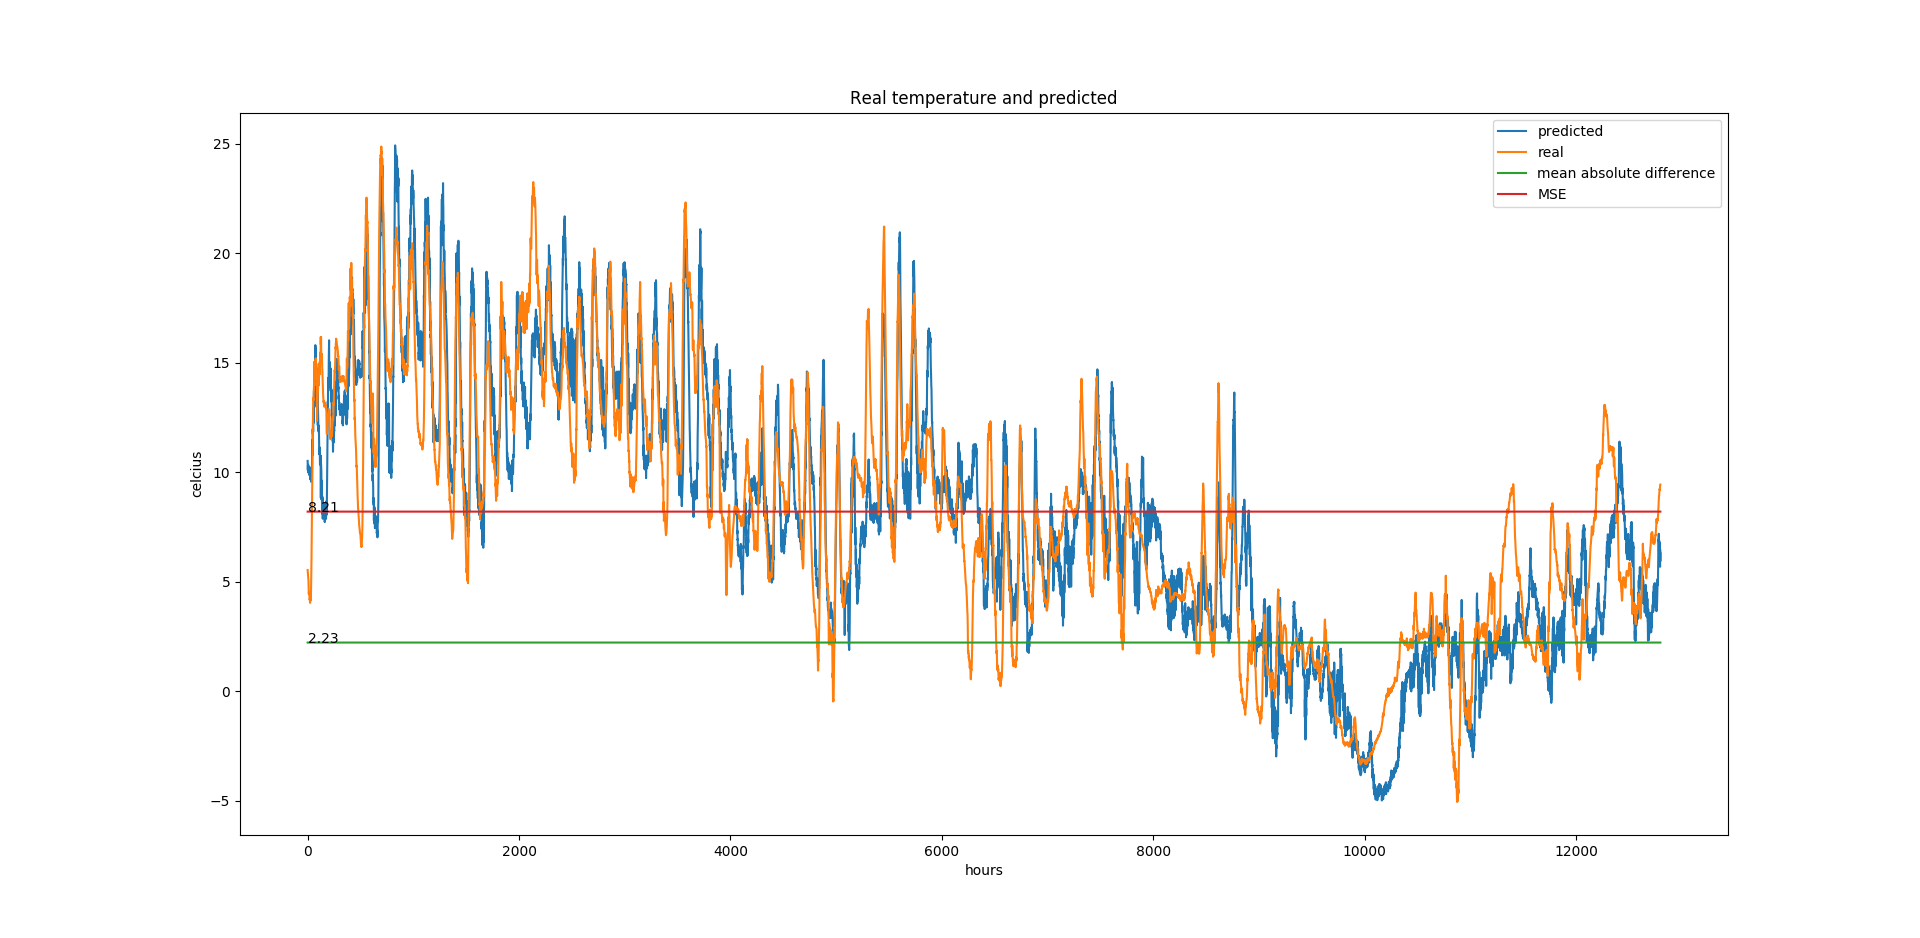 Real temperature and predicted
predicted
real
mean absolute difference
MSE
25
20
15
10
5
0
−5
celcius
8.21
2.23
0 2000 4000 6000 8000 10000 12000
hours